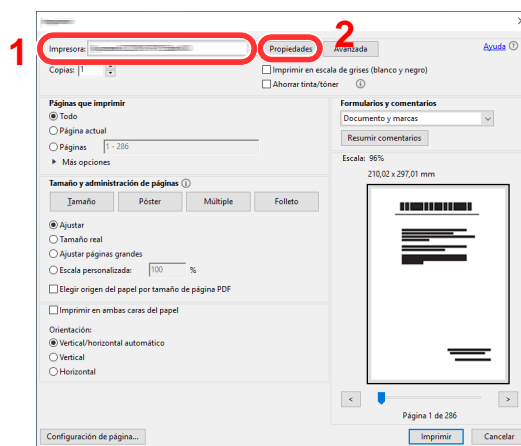 1
2
Impresora:
Propiedades
Avanzada
Ayuda
Copias: 1
Imprimir en escala de grises (blanco y negro)
Ahorrar tinta/tóner
Páginas que imprimir
Todo
Página actual
Páginas 1 - 286
Más opciones
Formularios y comentarios
Documento y marcas
Resumir comentarios
Escala: 96%
210,02 x 297,01 mm
Tamaño y administración de páginas
Tamaño Póster Múltiple Folleto
Ajustar
Tamaño real
Ajustar páginas grandes
Escala personalizada: 100 %
Elegir origen del papel por tamaño de página PDF
Imprimir en ambas caras del papel
Orientación:
Vertical/horizontal automático
Vertical
Horizontal
< >
Página 1 de 286
Configuración de página...
Imprimir Cancelar